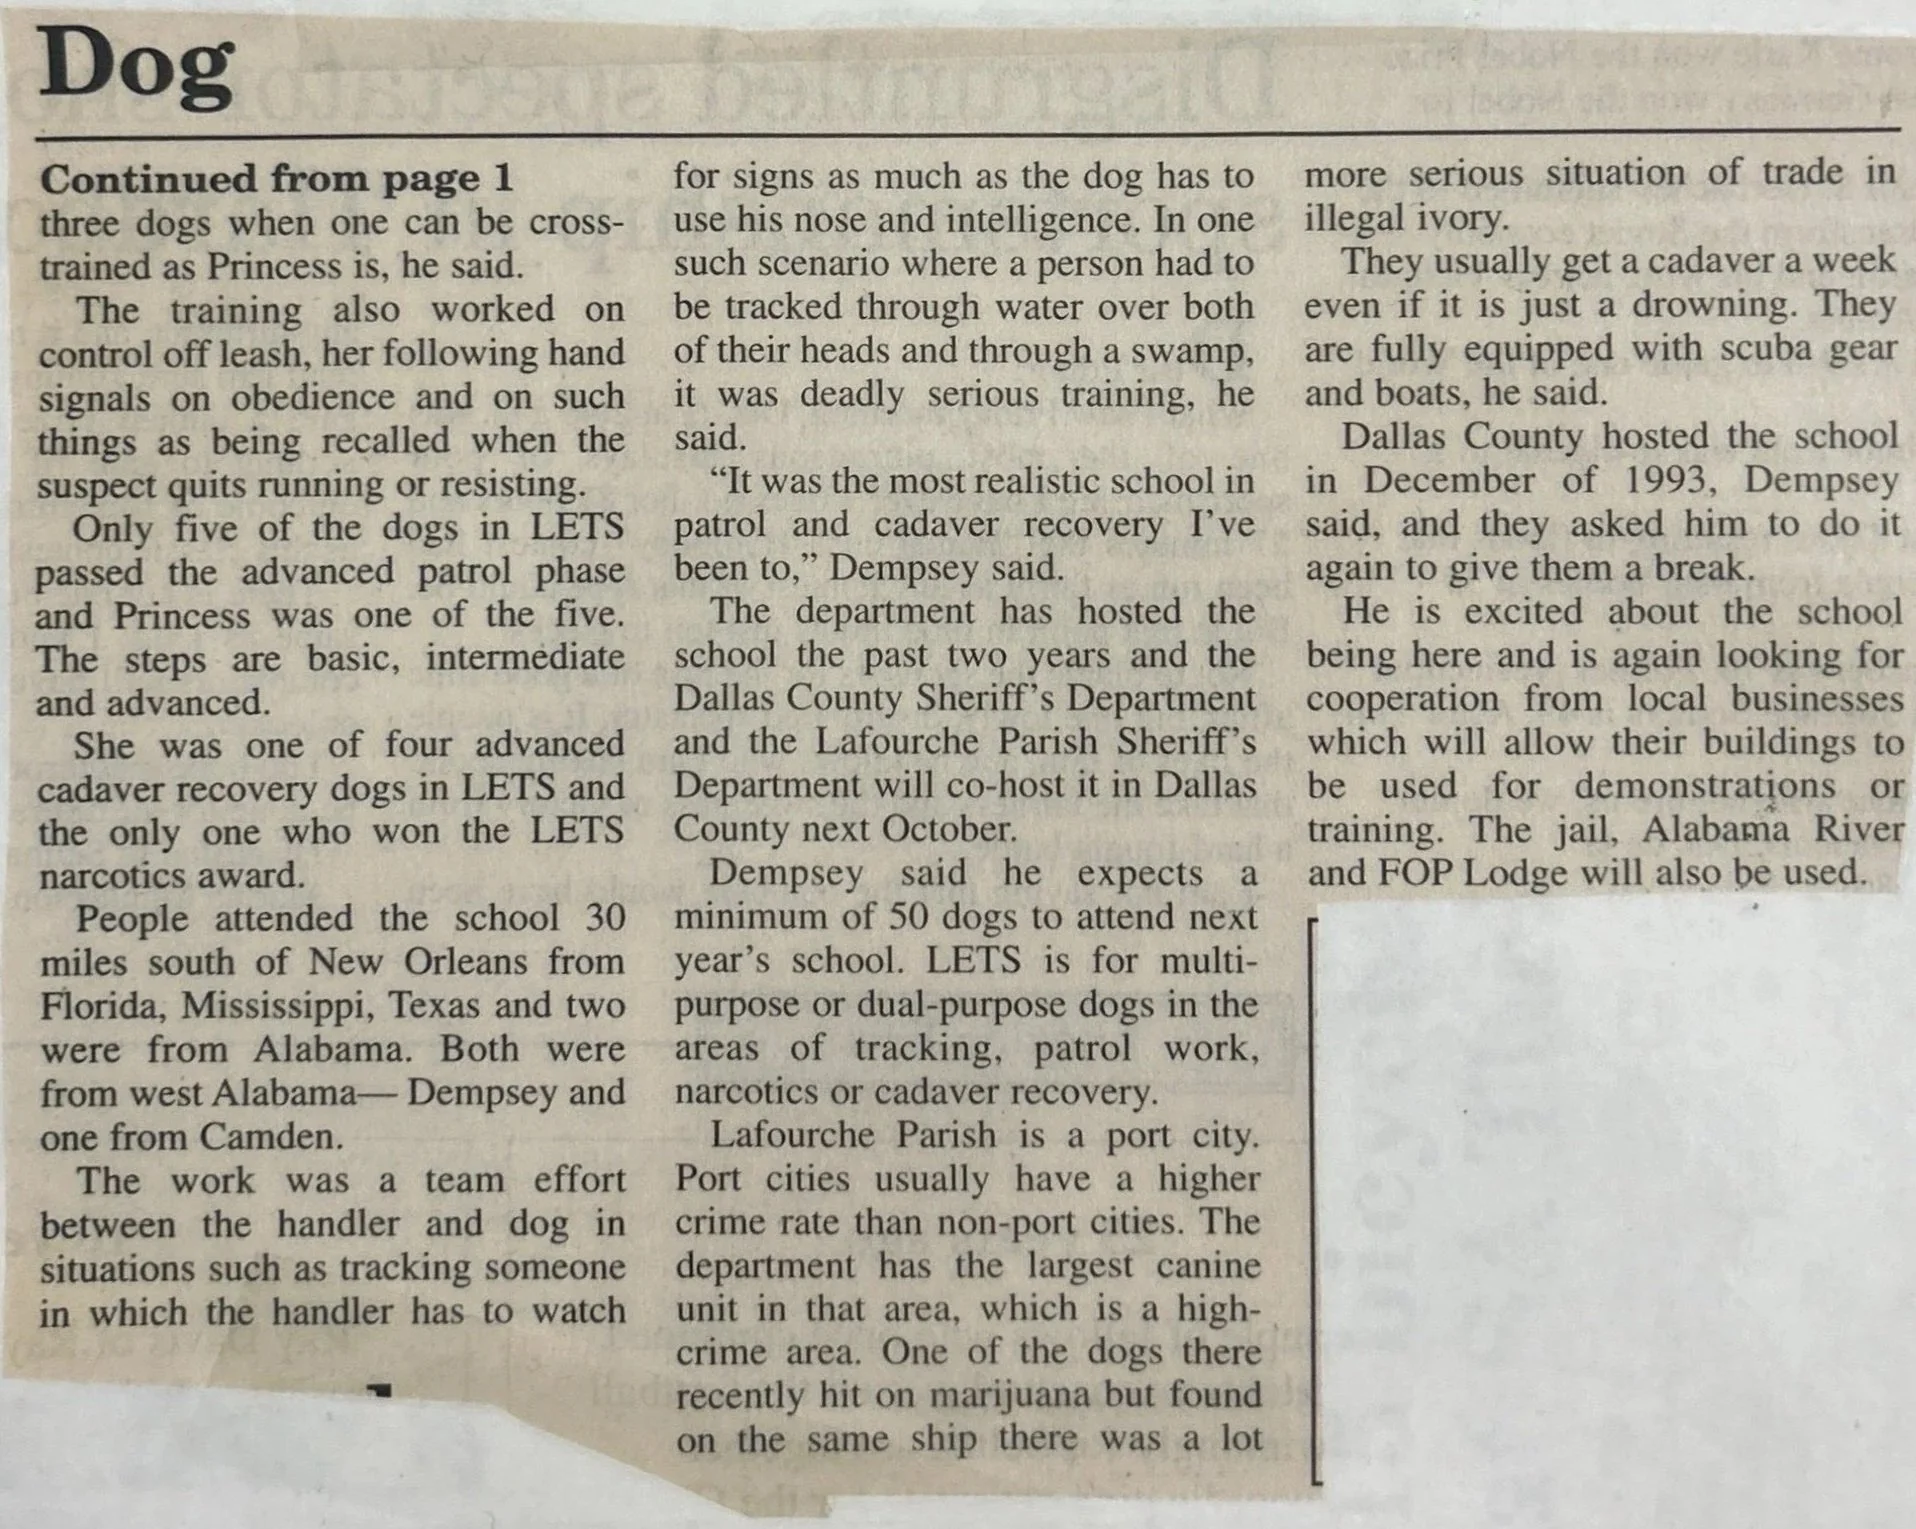 Dog
Continued from page 1
three dogs when one can be cross-
trained as Princess is, he said.
The training also worked on
control off leash, her following hand
signals on obedience and on such
things as being recalled when the
suspect quits running or resisting.
Only five of the dogs in LETS
passed the advanced patrol phase
and Princess was one of the five.
The steps are basic, intermediate
and advanced.
She was one of four advanced
cadaver recovery dogs in LETS and
the only one who won the LETS
narcotics award.
People attended the school 30
miles south of New Orleans from
Florida, Mississippi, Texas and two
were from Alabama. Both were
from west Alabama— Dempsey and
one from Camden.
The work was a team effort
between the handler and dog in
situations such as tracking someone
in which the handler has to watch
for signs as much as the dog has to
use his nose and intelligence. In one
such scenario where a person had to
be tracked through water over both
of their heads and through a swamp,
it was deadly serious training, he
said.
“It was the most realistic school in
patrol and cadaver recovery I’ve
been to,” Dempsey said.
The department has hosted the
school the past two years and the
Dallas County Sheriff’s Department
and the Lafourche Parish Sheriff’s
Department will co-host it in Dallas
County next October.
Dempsey said he expects a
minimum of 50 dogs to attend next
year’s school. LETS is for multi-
purpose or dual-purpose dogs in the
areas of tracking, patrol work,
narcotics or cadaver recovery.
Lafourche Parish is a port city.
Port cities usually have a higher
crime rate than non-port cities. The
department has the largest canine
unit in that area, which is a high-
crime area. One of the dogs there
recently hit on marijuana but found
on the same ship there was a lot
more serious situation of trade in
illegal ivory.
They usually get a cadaver a week
even if it is just a drowning. They
are fully equipped with scuba gear
and boats, he said.
Dallas County hosted the school
in December of 1993, Dempsey
said, and they asked him to do it
again to give them a break.
He is excited about the school
being here and is again looking for
cooperation from local businesses
which will allow their buildings to
be used for demonstrations or
training. The jail, Alabama River
and FOP Lodge will also be used.